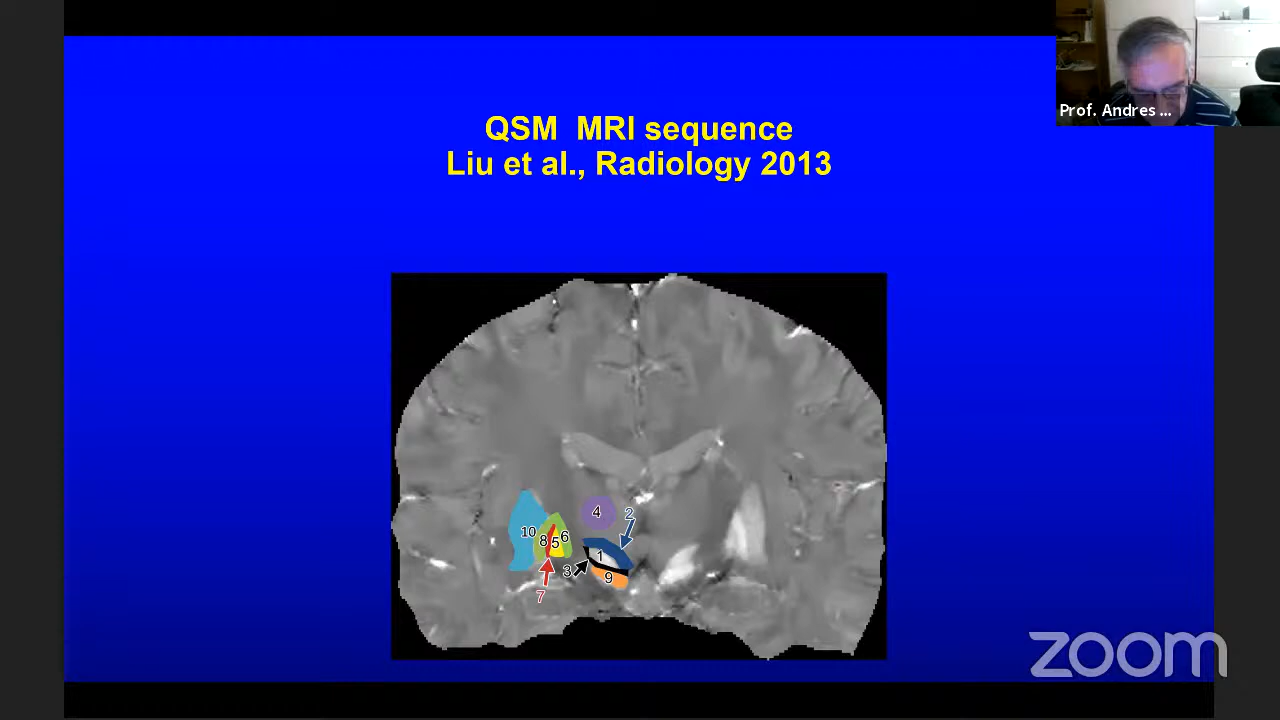 Prof. Andres ...
QSM MRI sequence
Liu et al., Radiology 2013
4
2
10
8
5
6
1
3
9
7
zoom